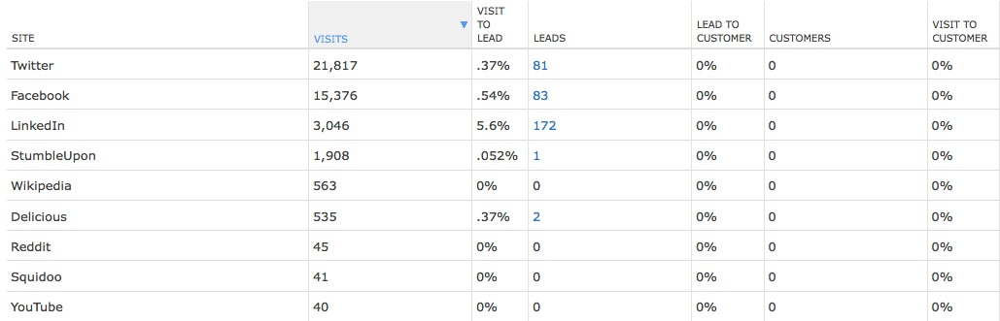 SITE VISITS VISIT TO LEAD LEADS LEAD TO CUSTOMER CUSTOMERS VISIT TO CUSTOMER
Twitter 21,817 .37% 81 0% 0 0%
Facebook 15,376 .54% 83 0% 0 0%
LinkedIn 3,046 5.6% 172 0% 0 0%
StumbleUpon 1,908 .052% 1 0% 0 0%
Wikipedia 563 0% 0 0% 0 0%
Delicious 535 .37% 2 0% 0 0%
Reddit 45 0% 0 0% 0 0%
Squidoo 41 0% 0 0% 0 0%
YouTube 40 0% 0 0% 0 0%